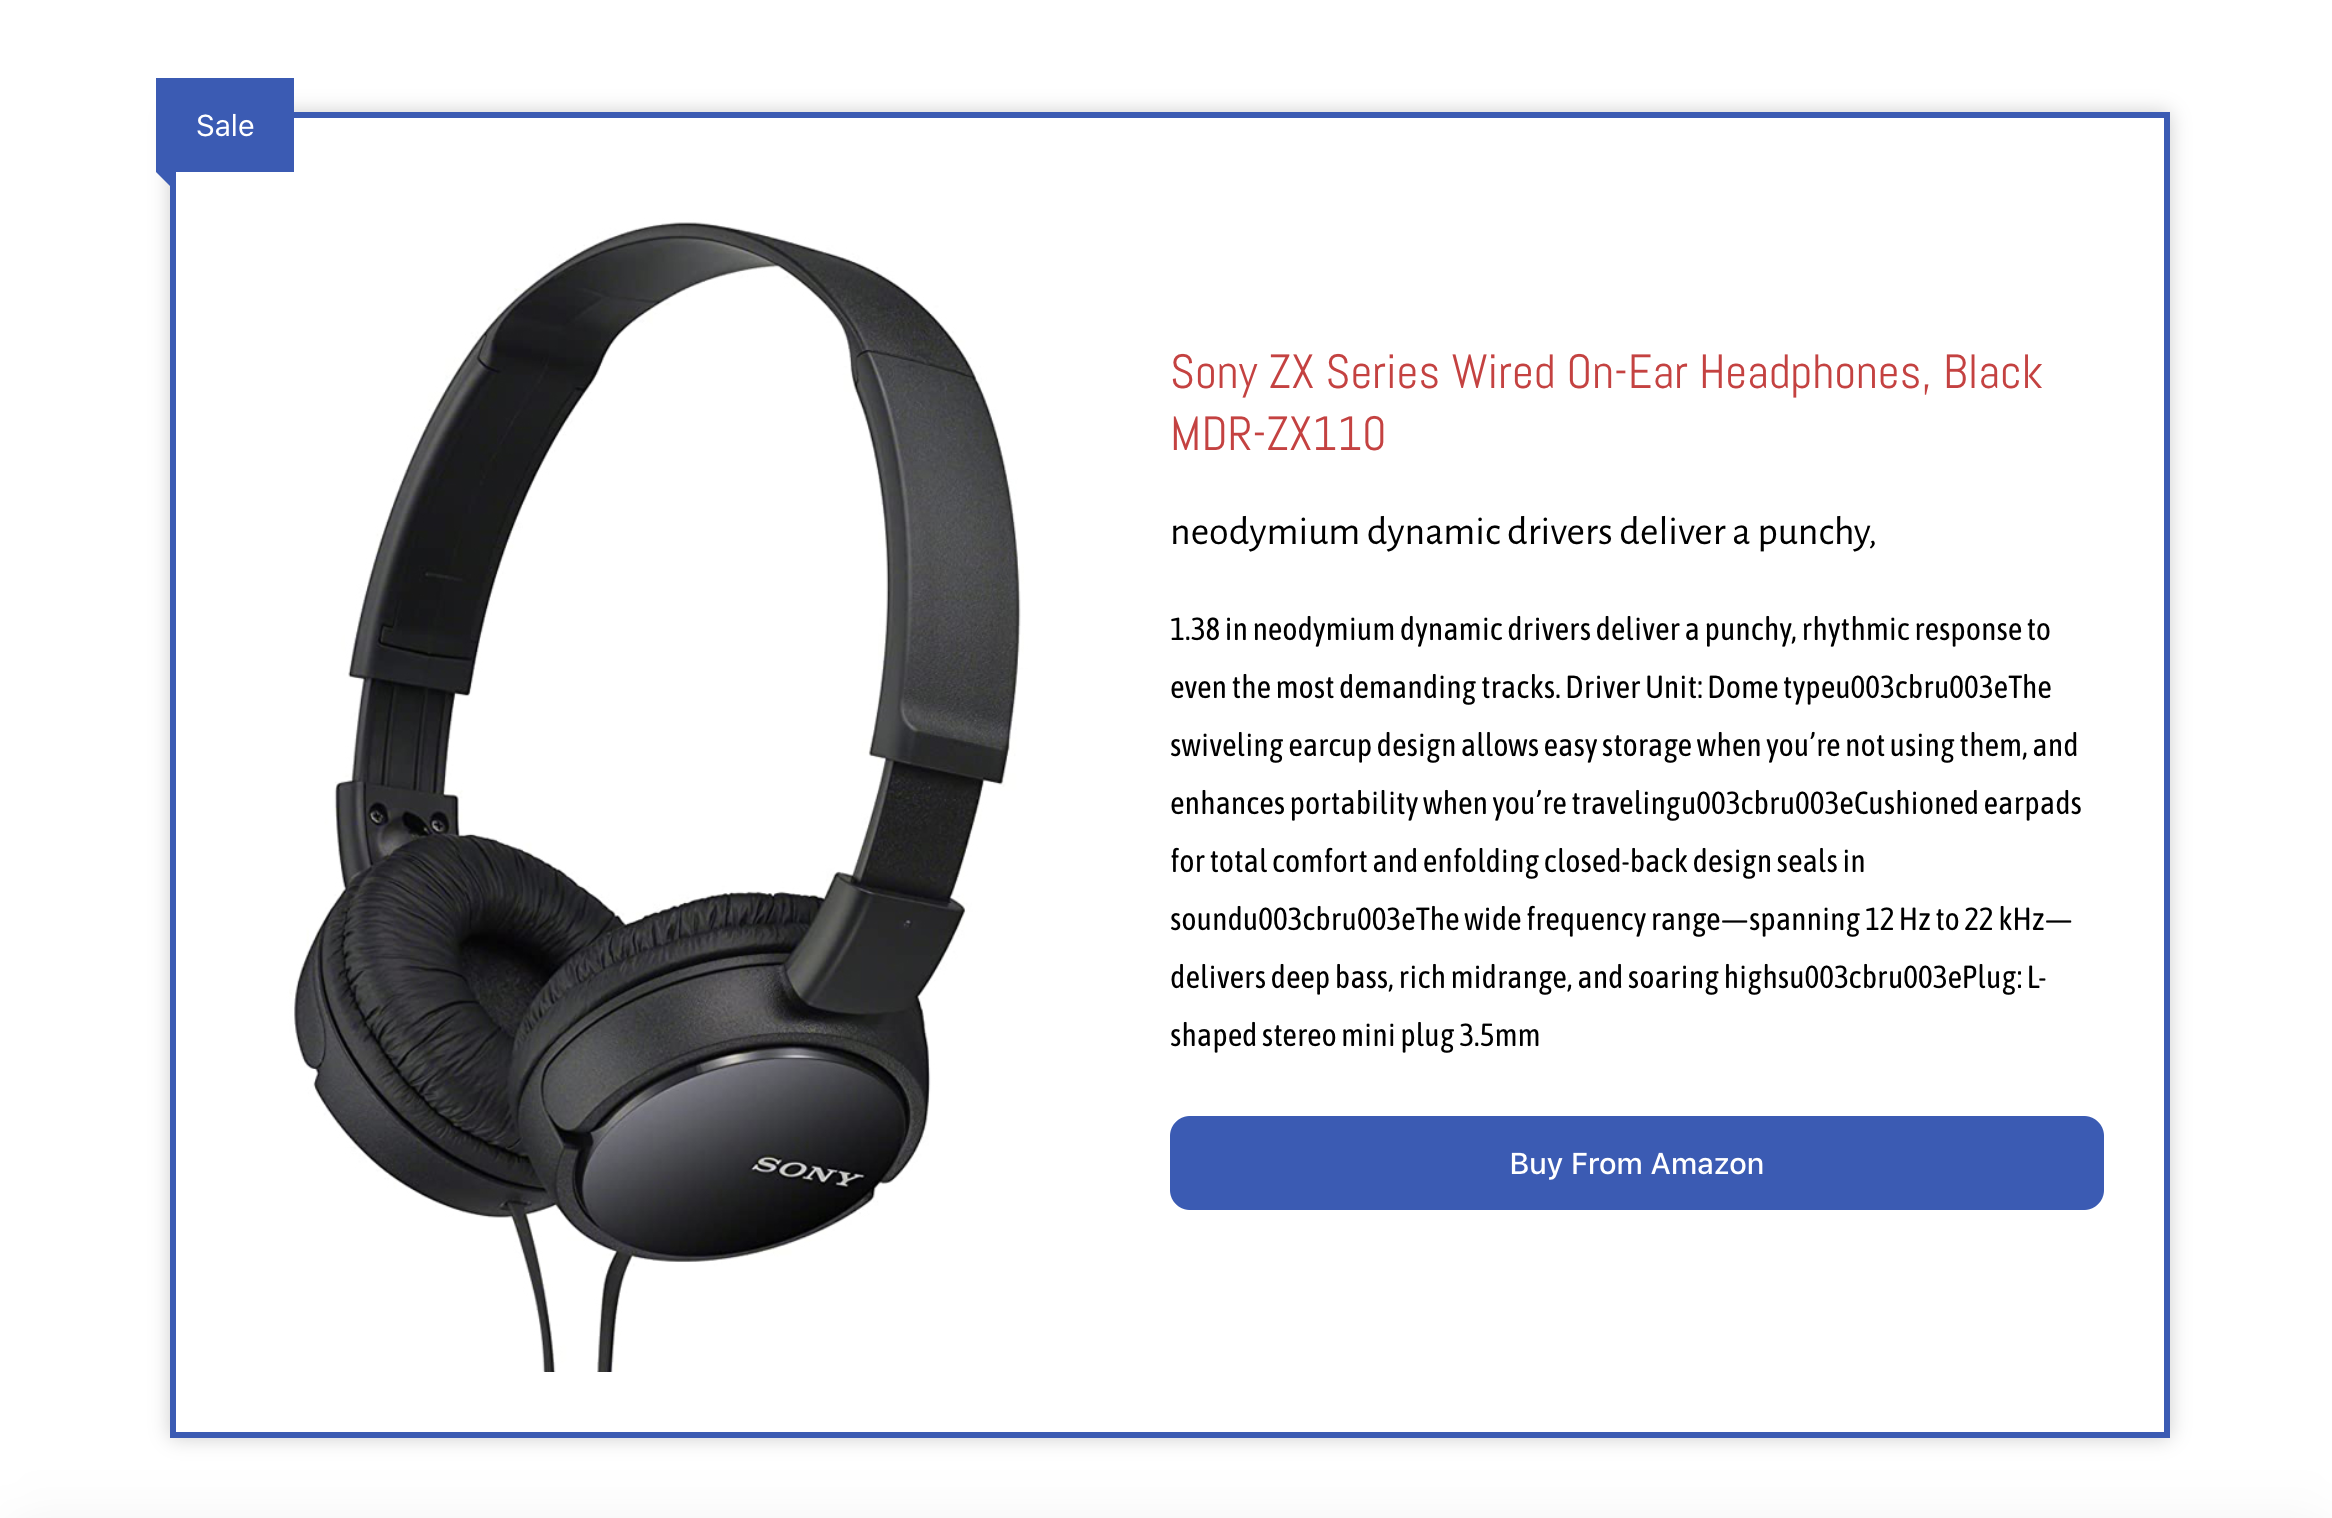 Sale
Sony ZX Series Wired On-Ear Headphones, Black
MDR-ZX110
neodymium dynamic drivers deliver a punchy,
1.38 in neodymium dynamic drivers deliver a punchy, rhythmic response to
even the most demanding tracks. Driver Unit: Dome typeu003cbru003eThe
swiveling earcup design allows easy storage when you’re not using them, and
enhances portability when you’re travelingu003cbru003eCushioned earpads
for total comfort and enfolding closed-back design seals in
soundu003cbru003eThe wide frequency range—spanning 12 Hz to 22 kHz—
delivers deep bass, rich midrange, and soaring highsu003cbru003ePlug: L-
shaped stereo mini plug 3.5mm
SONY
Buy From Amazon